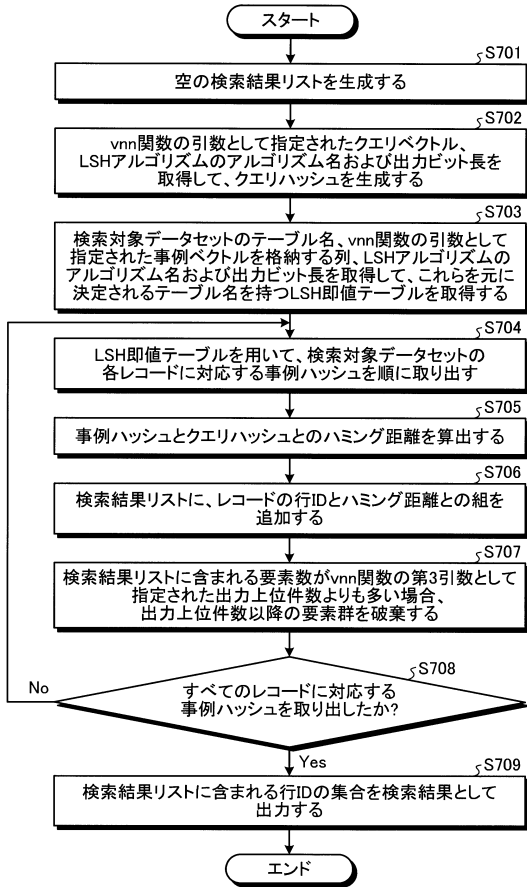 スタート
S701
空の検索結果リストを生成する
S702
vnn関数の引数として指定されたクエリベクトル、
LSHアルゴリズムのアルゴリズム名および出力ビット長を
取得して、クエリハッシュを生成する
S703
検索対象データセットのテーブル名、vnn関数の引数として
指定された事例ベクトルを格納する列、LSHアルゴリズムの
アルゴリズム名および出力ビット長を取得して、これらを元に
決定されるテーブル名を持つLSH即値テーブルを取得する
S704
LSH即値テーブルを用いて、検索対象データセットの
各レコードに対応する事例ハッシュを順に取り出す
S705
事例ハッシュとクエリハッシュとのハミング距離を算出する
S706
検索結果リストに、レコードの行IDとハミング距離との組を
追加する
S707
検索結果リストに含まれる要素数がvnn関数の第3引数として
指定された出力上位件数よりも多い場合、
出力上位件数以降の要素群を破棄する
S708
すべてのレコードに対応する
事例ハッシュを取り出したか?
No
Yes
S709
検索結果リストに含まれる行IDの集合を検索結果として
出力する
エンド